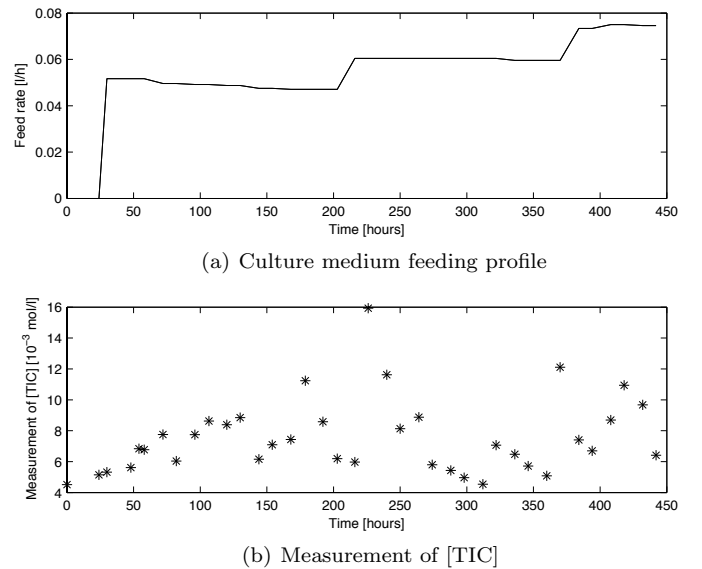 0.08
0.06
0.04
0.02
0
Feed rate [l/h]
0 50 100 150 200 250 300 350 400 450
Time [hours]
(a) Culture medium feeding profile
16
14
12
10
8
6
4
Measurement of [TIC] [10⁻³ mol/l]
0 50 100 150 200 250 300 350 400 450
Time [hours]
(b) Measurement of [TIC]